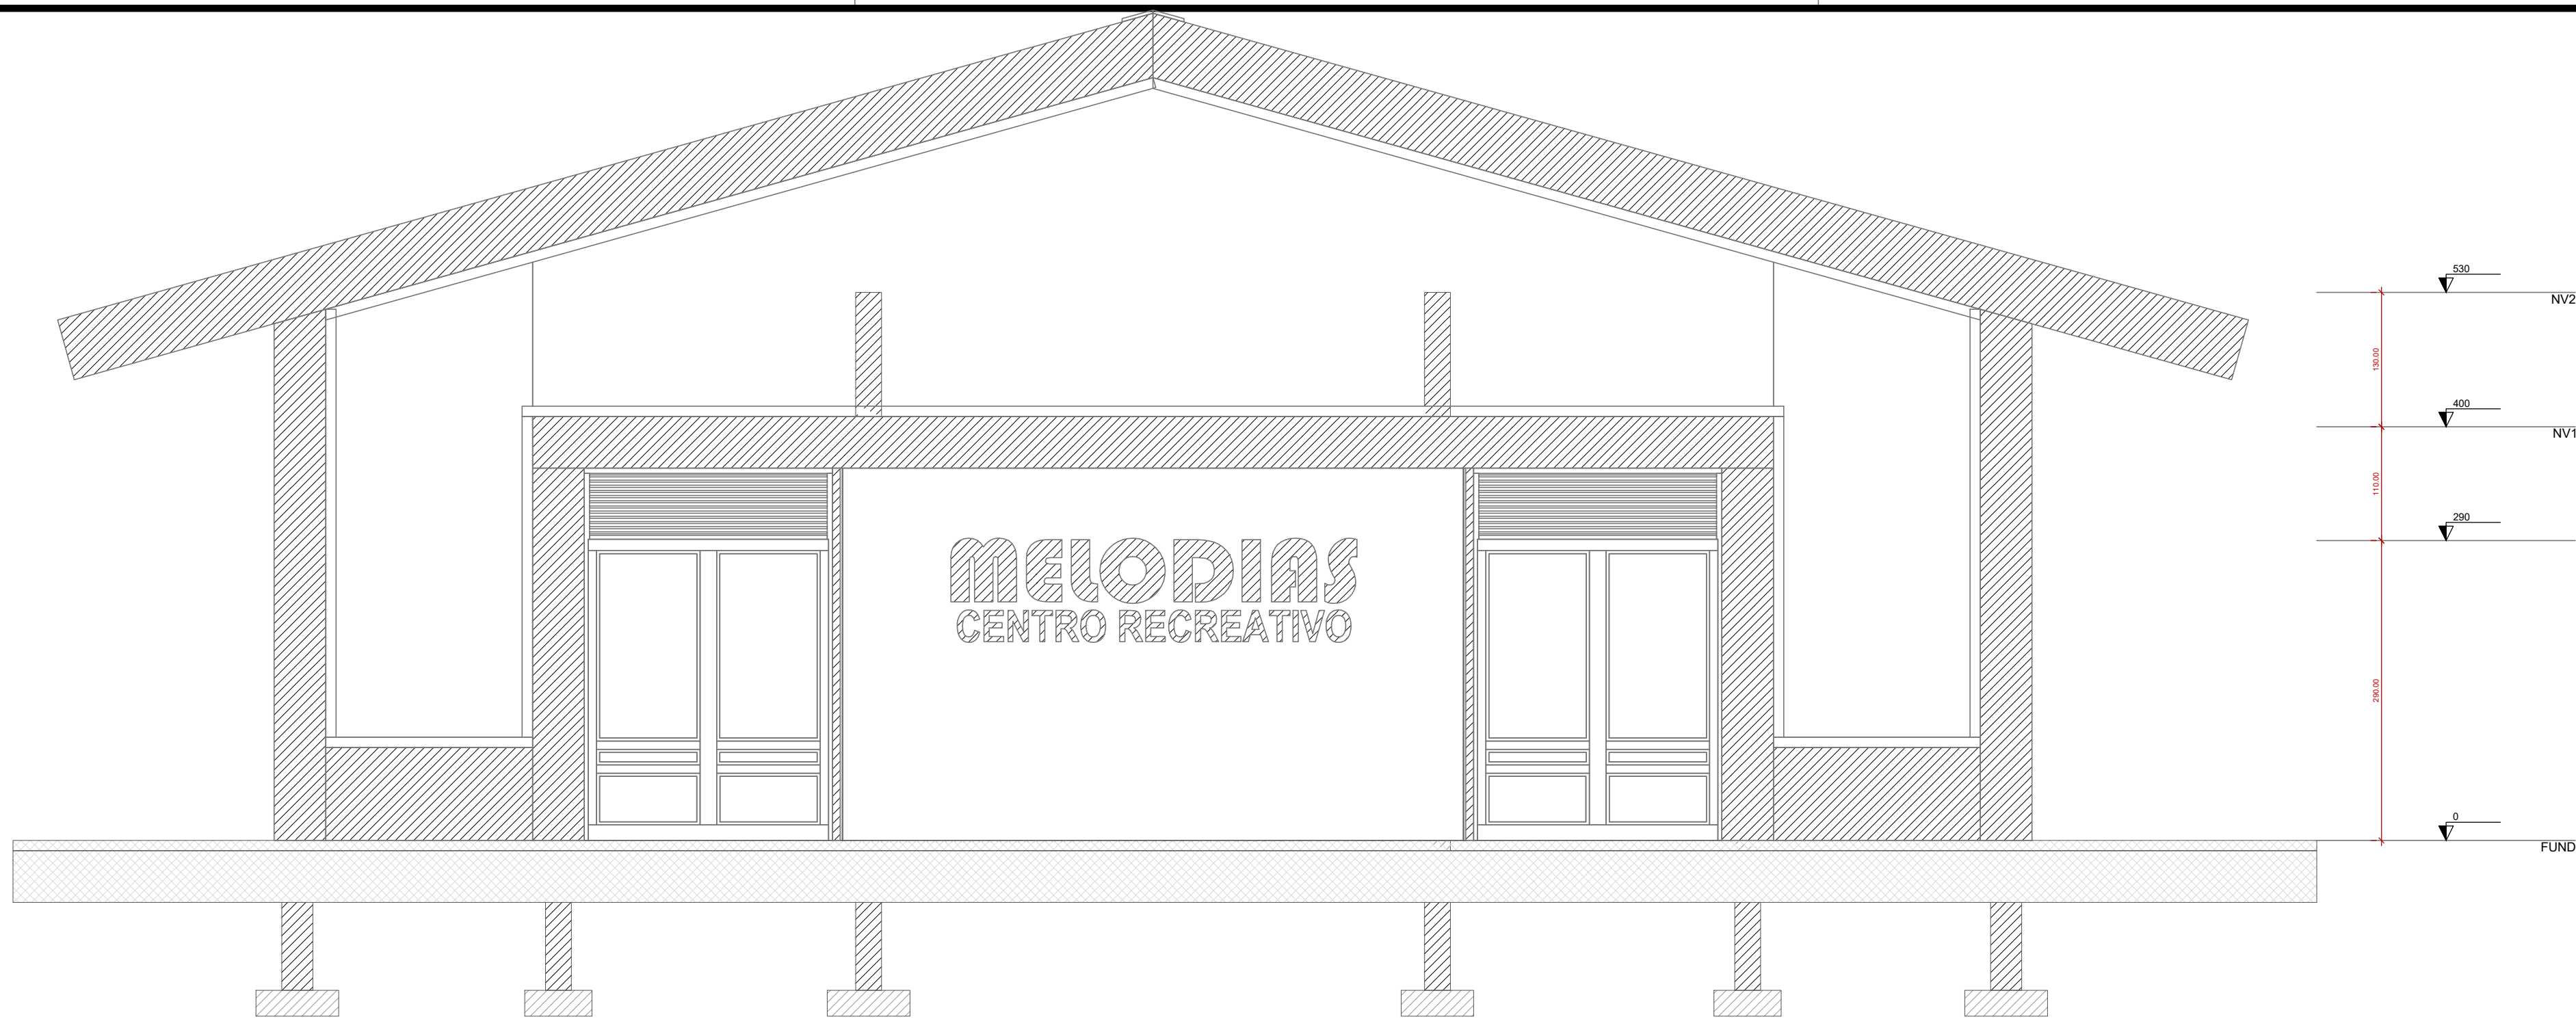 530
NV2
130.00
400
NV1
110.00
290
MELODIAS
CENTRO RECREATIVO
290.00
0
FUND